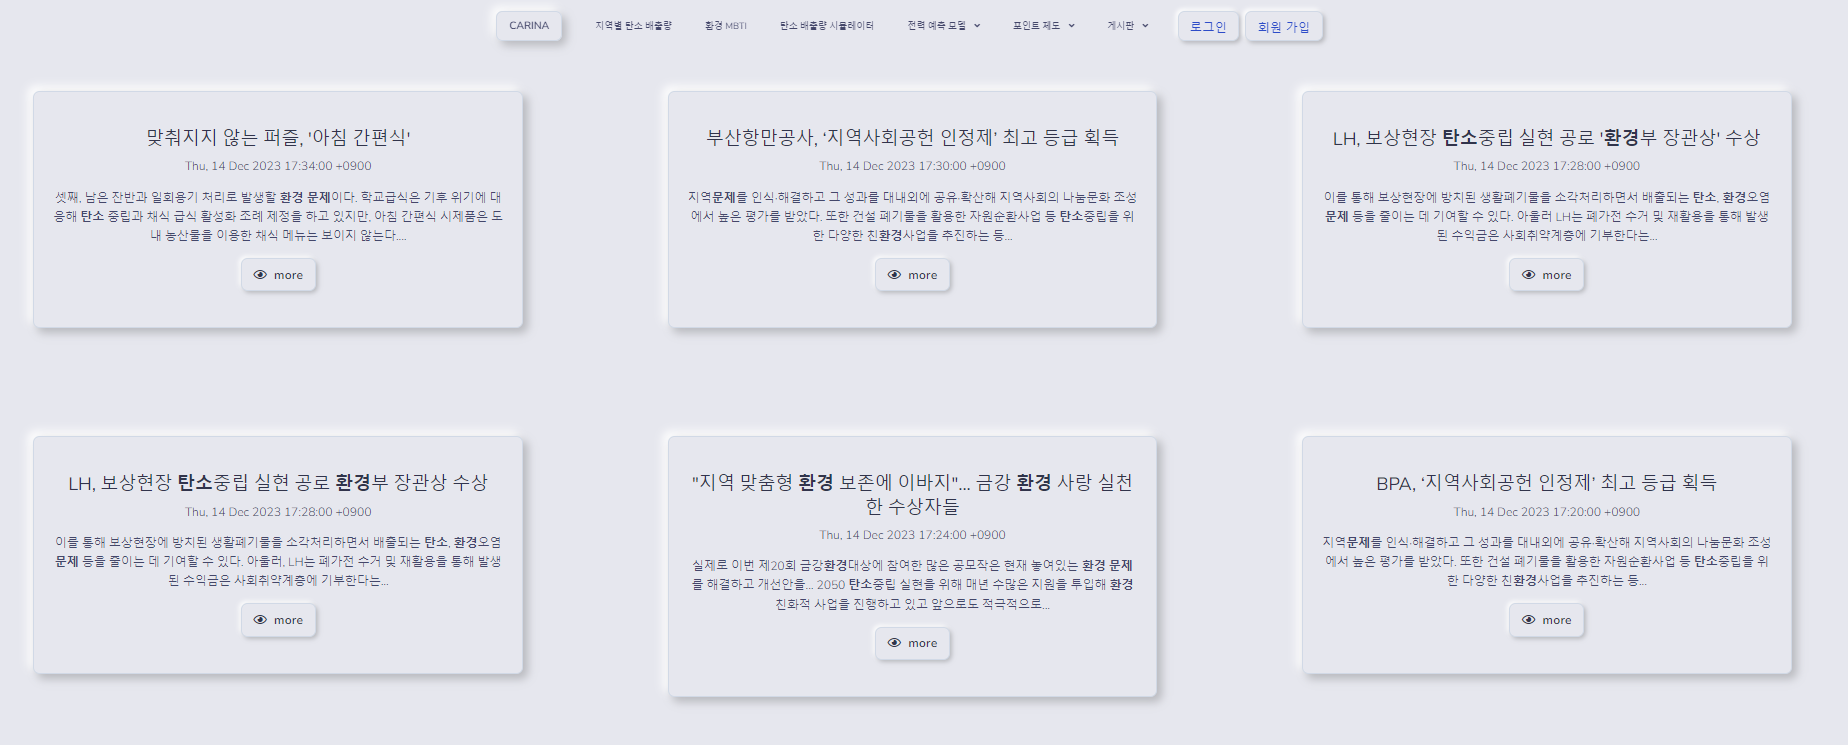 CARINA 지역별 탄소 배출량 환경 MBTI 탄소 배출량 시뮬레이터 전력 예측 모델 포인트 제도 게시판 로그인 회원 가입
맞춰지지 않는 퍼즐, '아침 간편식'
Thu, 14 Dec 2023 17:34:00 +0900
셋째, 남은 잔반과 일회용기 처리로 발생할 환경 문제이다. 학교급식은 기후 위기에 대
응해 탄소 중립과 채식 급식 활성화 조례 제정을 하고 있지만, 아침 간편식 시제품은 도
내 농산물을 이용한 채식 메뉴는 보이지 않는다....
more
부산항만공사, ‘지역사회공헌 인정제’ 최고 등급 획득
Thu, 14 Dec 2023 17:30:00 +0900
지역문제를 인식·해결하고 그 성과를 대내외에 공유·확산해 지역사회의 나눔문화 조성
에서 높은 평가를 받았다. 또한 건설 폐기물을 활용한 자원순환사업 등 탄소중립을 위
한 다양한 친환경사업을 추진하는 등...
more
LH, 보상현장 탄소중립 실현 공로 '환경부 장관상' 수상
Thu, 14 Dec 2023 17:28:00 +0900
이를 통해 보상현장에 방치된 생활폐기물을 소각처리하면서 배출되는 탄소, 환경오염
문제 등을 줄이는 데 기여할 수 있다. 아울러 LH는 폐가전 수거 및 재활용을 통해 발생
된 수익금은 사회취약계층에 기부한다는...
more
LH, 보상현장 탄소중립 실현 공로 환경부 장관상 수상
Thu, 14 Dec 2023 17:28:00 +0900
이를 통해 보상현장에 방치된 생활폐기물을 소각처리하면서 배출되는 탄소, 환경오염
문제 등을 줄이는 데 기여할 수 있다. 아울러, LH는 폐가전 수거 및 재활용을 통해 발생
된 수익금은 사회취약계층에 기부한다는...
more
"지역 맞춤형 환경 보존에 이바지"... 금강 환경 사랑 실천
한 수상자들
Thu, 14 Dec 2023 17:24:00 +0900
실제로 이번 제20회 금강환경대상에 참여한 많은 공모작은 현재 놓여있는 환경 문제
를 해결하고 개선안을... 2050 탄소중립 실현을 위해 매년 수많은 지원을 투입해 환경
친화적 사업을 진행하고 있고 앞으로도 적극적으로...
more
BPA, ‘지역사회공헌 인정제’ 최고 등급 획득
Thu, 14 Dec 2023 17:20:00 +0900
지역문제를 인식·해결하고 그 성과를 대내외에 공유·확산해 지역사회의 나눔문화 조성
에서 높은 평가를 받았다. 또한 건설 폐기물을 활용한 자원순환사업 등 탄소중립을 위
한 다양한 친환경사업을 추진하는 등...
more